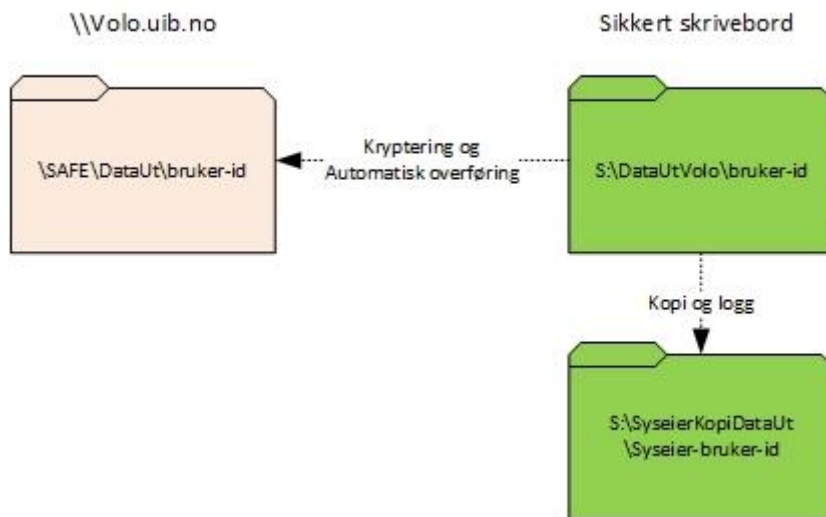 \\Volo.uib.no
Sikkert skrivebord
\SAFE\DataUt\bruker-id
Kryptering og
Automatisk overføring
S:\DataUtVolo\bruker-id
Kopi og logg
S:\SyseierKopiDataUt
\Syseier-bruker-id